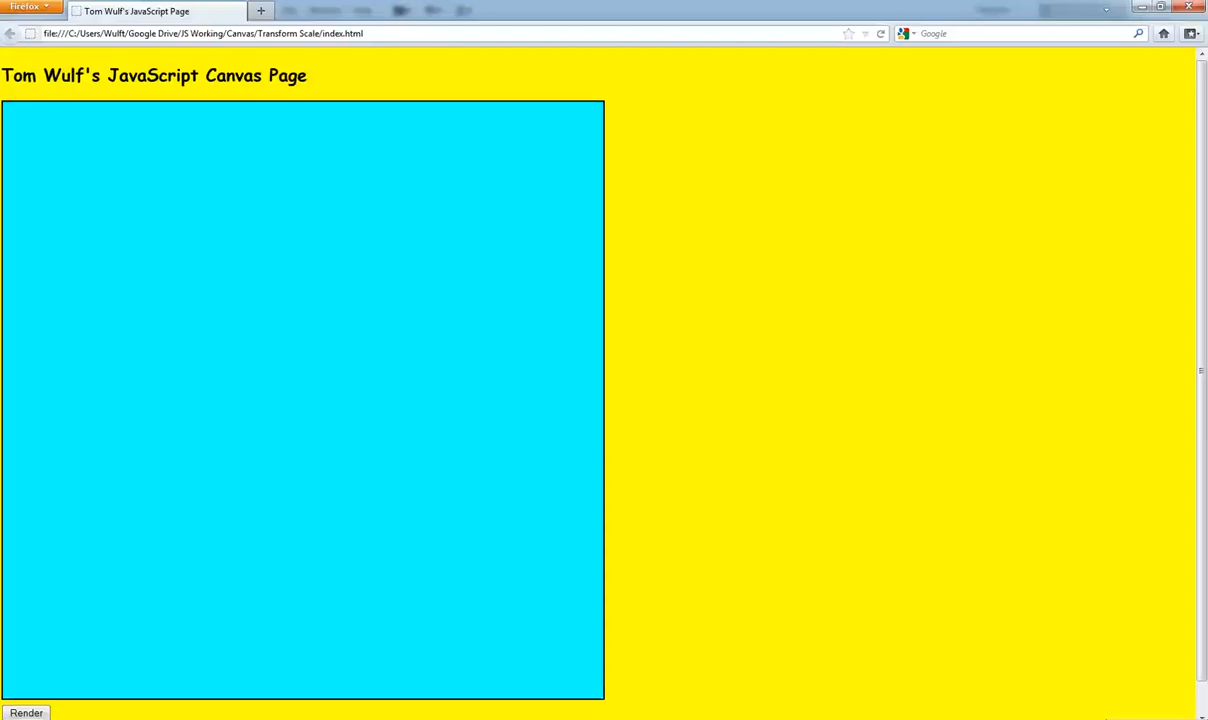 Firefox
Tom Wulf's JavaScript Page
file:///C:/Users/Wulft/Google Drive/JS Working/Canvas/Transform Scale/index.html
Google
Tom Wulf's JavaScript Canvas Page
Render